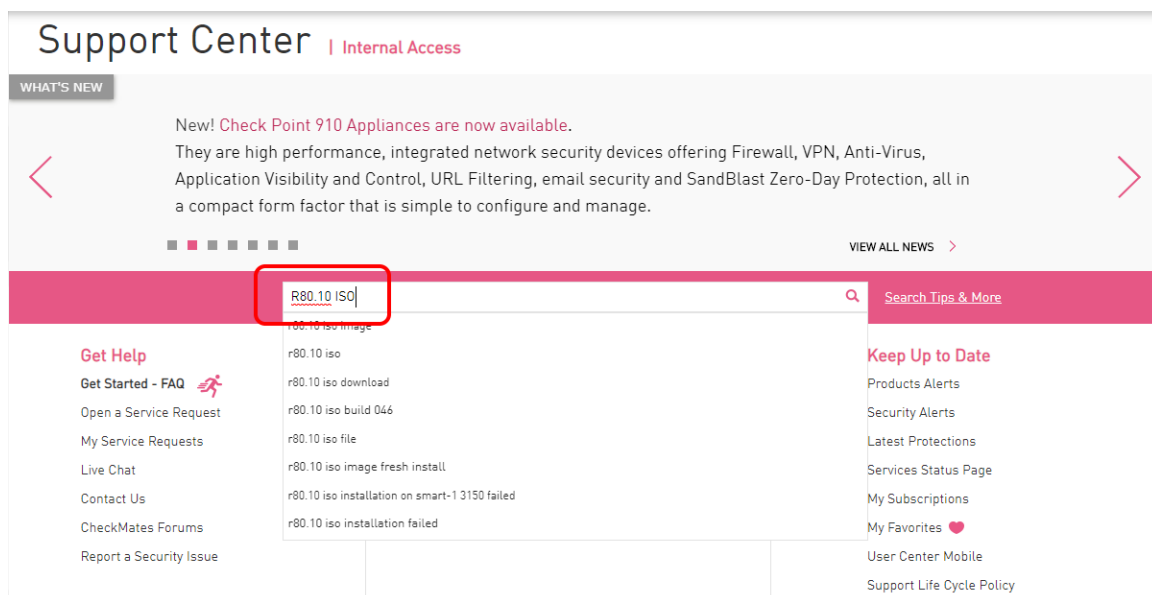 Support Center | Internal Access
WHAT'S NEW
New! Check Point 910 Appliances are now available.
They are high performance, integrated network security devices offering Firewall, VPN, Anti-Virus,
Application Visibility and Control, URL Filtering, email security and SandBlast Zero-Day Protection, all in
a compact form factor that is simple to configure and manage.
VIEW ALL NEWS
R80.10 ISO
Search Tips & More
r80.10 iso image
r80.10 iso
r80.10 iso download
r80.10 iso build 046
r80.10 iso file
r80.10 iso image fresh install
r80.10 iso installation on smart-1 3150 failed
r80.10 iso installation failed
Get Help
Get Started - FAQ
Open a Service Request
My Service Requests
Live Chat
Contact Us
CheckMates Forums
Report a Security Issue
Keep Up to Date
Products Alerts
Security Alerts
Latest Protections
Services Status Page
My Subscriptions
My Favorites
User Center Mobile
Support Life Cycle Policy